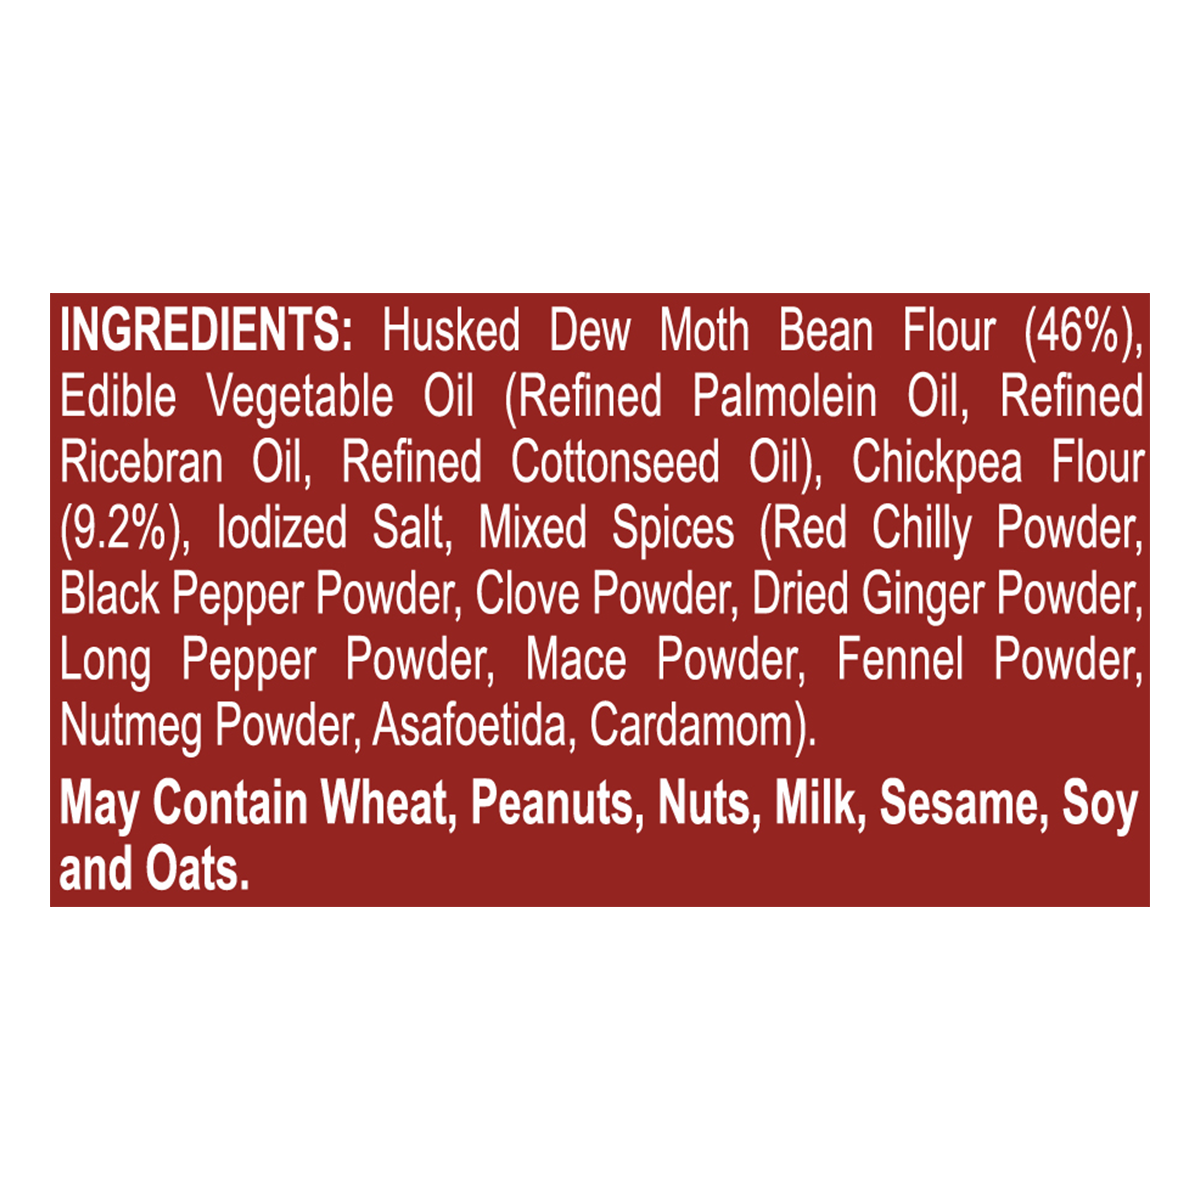 INGREDIENTS: Husked Dew Moth Bean Flour (46%),
Edible Vegetable Oil (Refined Palmolein Oil, Refined
Ricebran Oil, Refined Cottonseed Oil), Chickpea Flour
(9.2%), Iodized Salt, Mixed Spices (Red Chilly Powder,
Black Pepper Powder, Clove Powder, Dried Ginger Powder,
Long Pepper Powder, Mace Powder, Fennel Powder,
Nutmeg Powder, Asafoetida, Cardamom).
May Contain Wheat, Peanuts, Nuts, Milk, Sesame, Soy
and Oats.